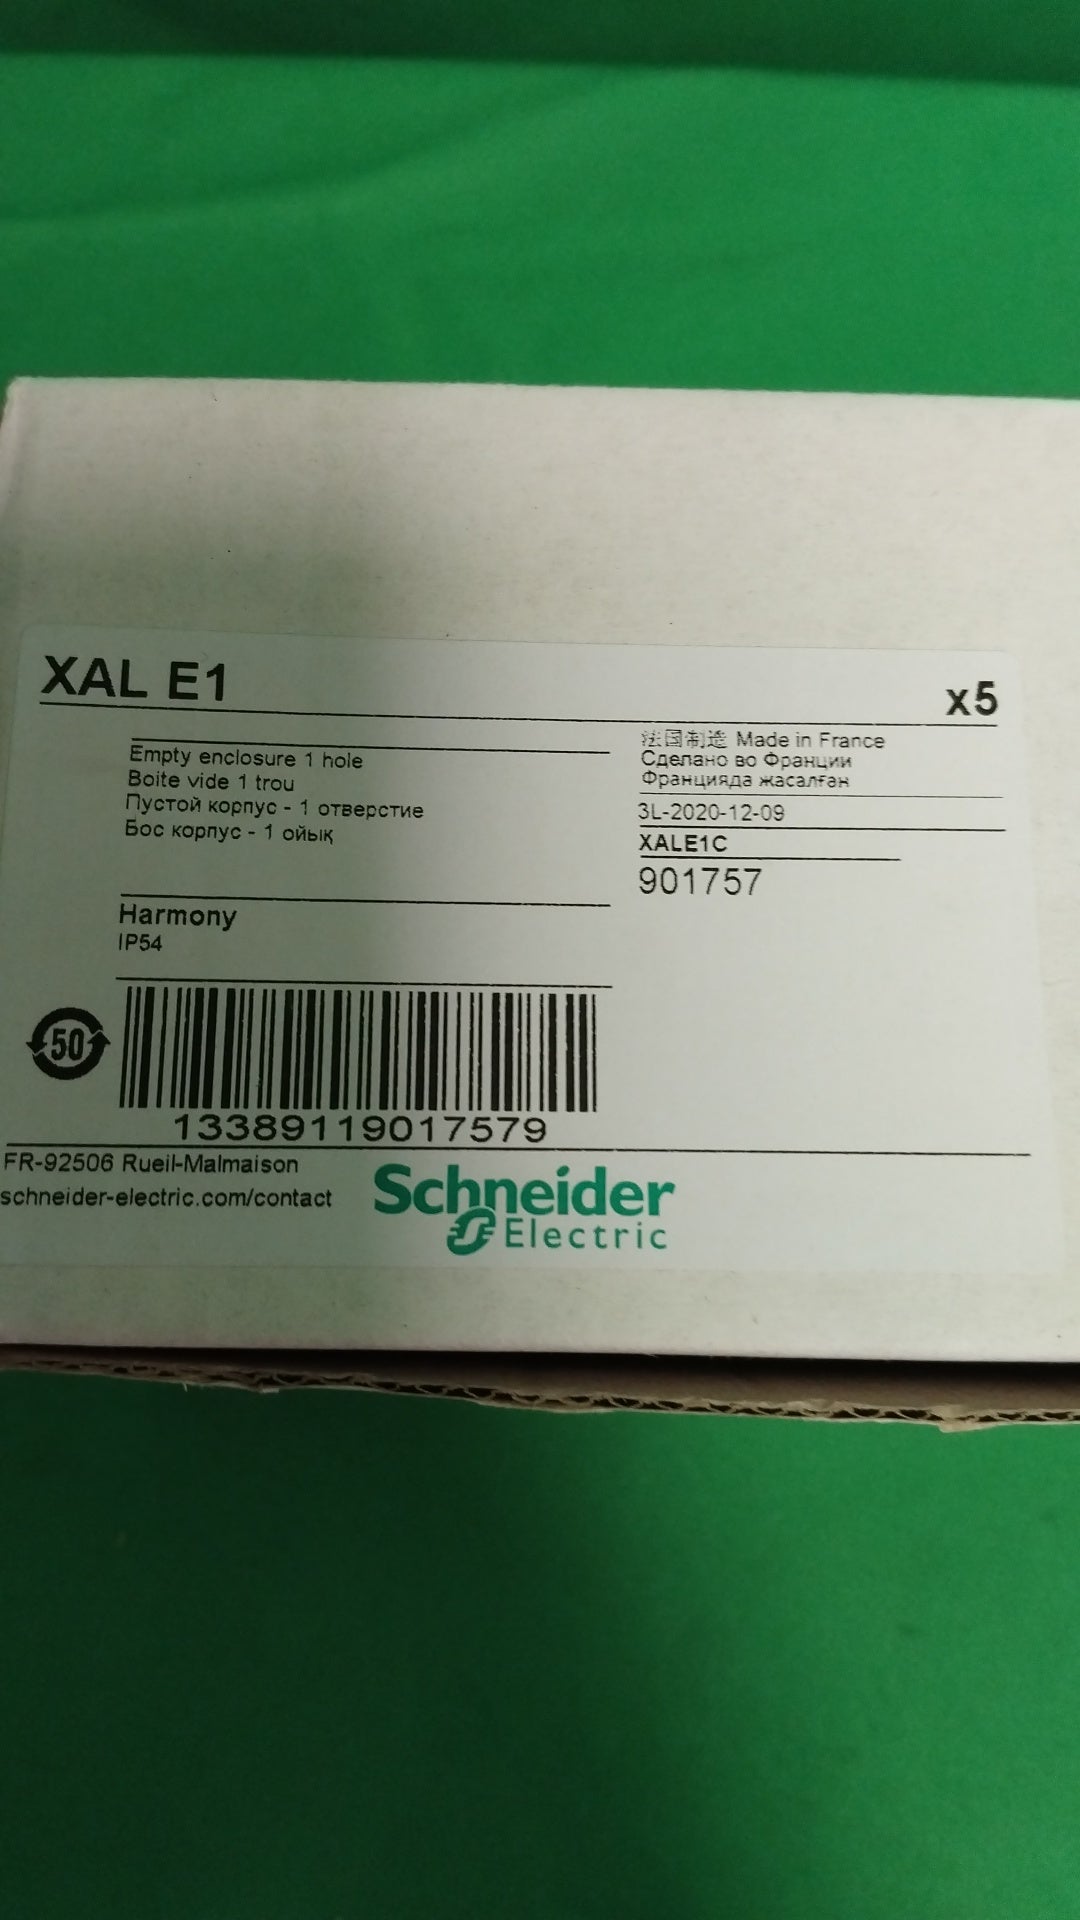 XAL E1
x5
Empty enclosure 1 hole
Boite vide 1 trou
Пустой корпус - 1 отверстие
Бос корпус - 1 ойық
法国制造 Made in France
Сделано во Франции
Францияда жасалған
3L-2020-12-09
XALE1C
901757
Harmony
IP54
50
13389119017579
FR-92506 Rueil-Malmaison
schneider-electric.com/contact
Schneider
Electric